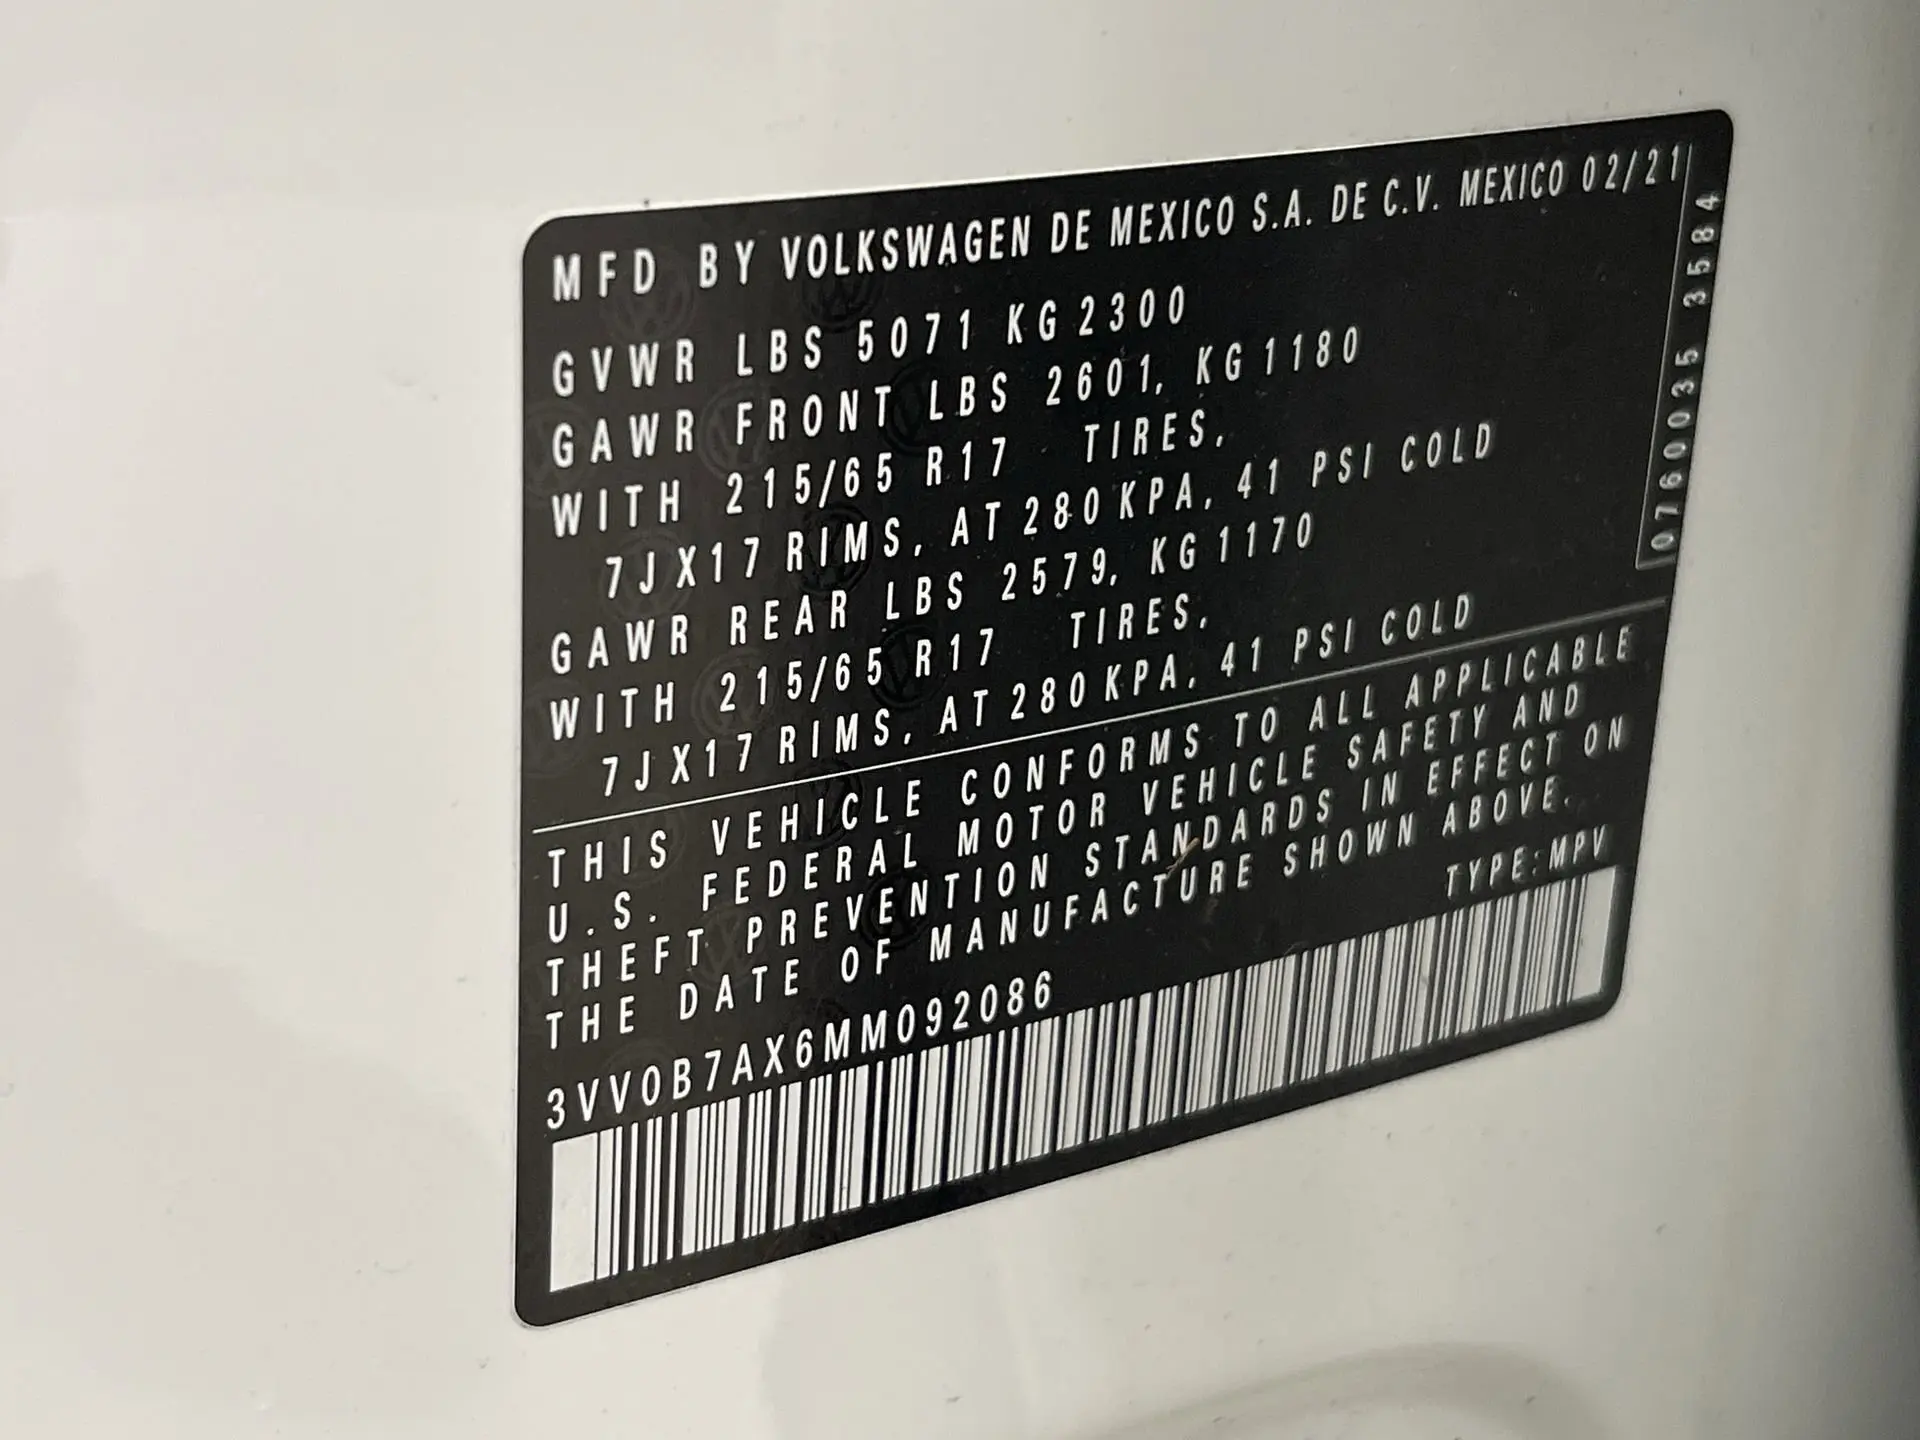 MFD BY VOLKSWAGEN DE MEXICO S.A. DE C.V. MEXICO 02/21
GVWR LBS 5071 KG 2300
GAWR FRONT LBS 2601, KG 1180
WITH 215/65 R17 TIRES,
7JX17 RIMS, AT 280 KPA, 41 PSI COLD
GAWR REAR LBS 2579, KG 1170
WITH 215/65 R17 TIRES,
7JX17 RIMS, AT 280 KPA, 41 PSI COLD
0760035 3584
THIS VEHICLE CONFORMS TO ALL APPLICABLE
U.S. FEDERAL MOTOR VEHICLE SAFETY AND
THEFT PREVENTION STANDARDS IN EFFECT ON
THE DATE OF MANUFACTURE SHOWN ABOVE.
TYPE:MPV
3VV0B7AX6MM092086